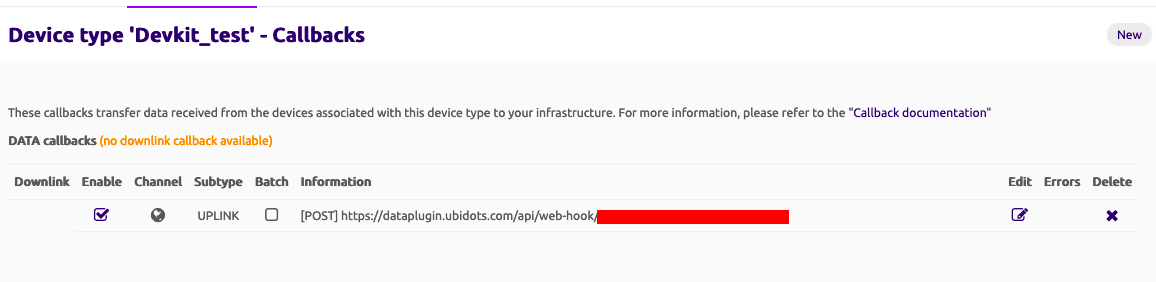 Device type 'Devkit_test' - Callbacks
New
These callbacks transfer data received from the devices associated with this device type to your infrastructure. For more information, please refer to the "Callback documentation"
DATA callbacks (no downlink callback available)
Downlink Enable Channel Subtype Batch Information Edit Errors Delete
UPLINK [POST] https://dataplugin.ubidots.com/api/web-hook/